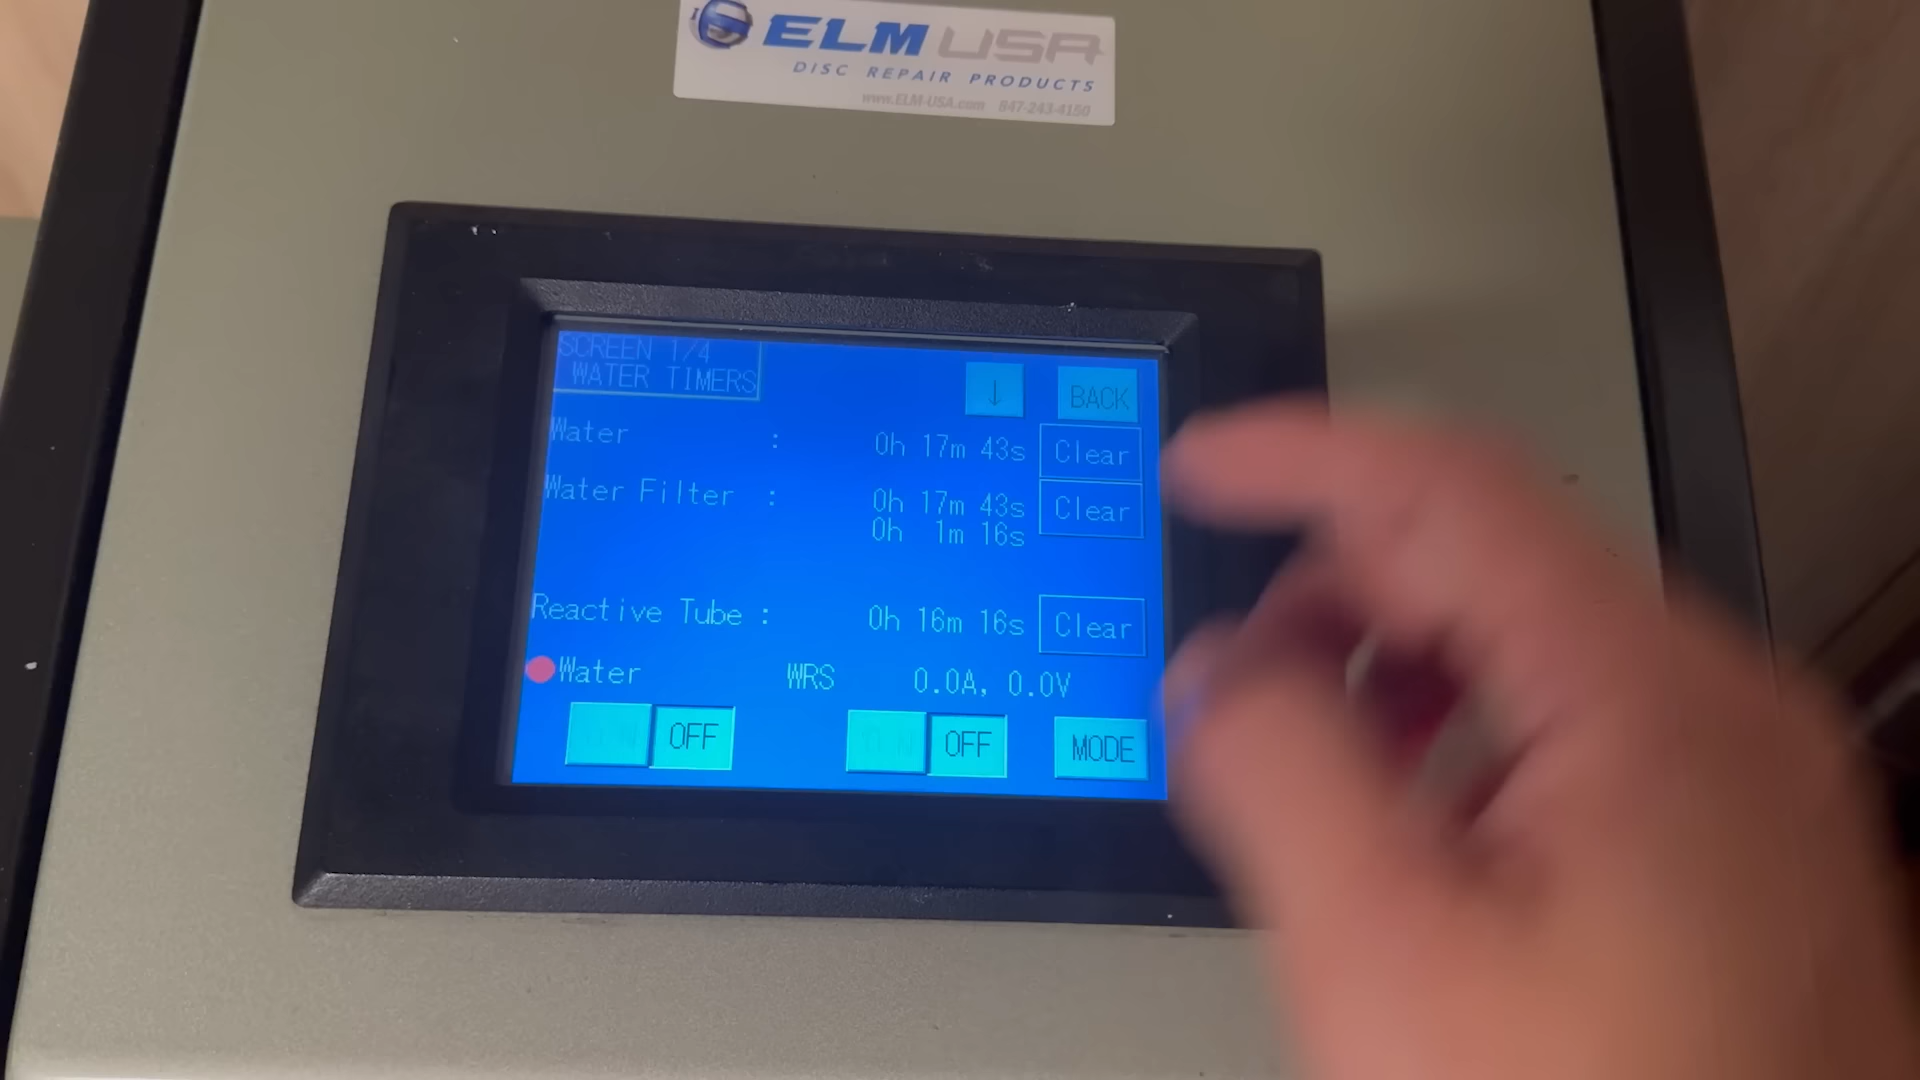 ELM USA
DISC REPAIR PRODUCTS
www.ELM-USA.com 847-243-4150
SCREEN 1/4
WATER TIMERS
↓
BACK
Water : 0h 17m 43s Clear
Water Filter : 0h 17m 43s Clear
0h 1m 16s
Reactive Tube : 0h 16m 16s Clear
Water WRS 0.0A, 0.0V
OFF OFF MODE